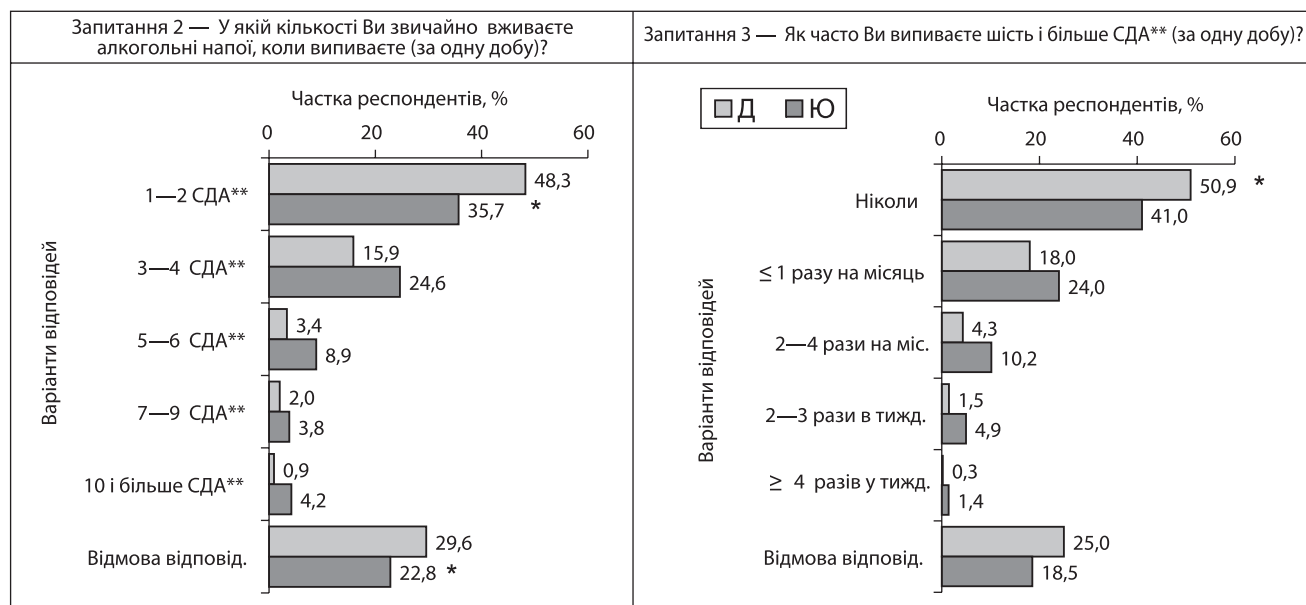 Запитання 2 — У якій кількості Ви звичайно вживаєте
алкогольні напої, коли випиваєте (за одну добу)?
Частка респондентів, %
0 20 40 60
Варіанти відповідей
1—2 СДА**
48,3
35,7 *
3—4 СДА**
15,9
24,6
5—6 СДА**
3,4
8,9
7—9 СДА**
2,0
3,8
10 і більше СДА**
0,9
4,2
Відмова відповід.
29,6
22,8 *
Запитання 3 — Як часто Ви випиваєте шість і більше СДА** (за одну добу)?
Д Ю
Частка респондентів, %
0 20 40 60
Варіанти відповідей
Ніколи
50,9 *
41,0
≤ 1 разу на місяць
18,0
24,0
2—4 рази на міс.
4,3
10,2
2—3 рази в тижд.
1,5
4,9
≥ 4 разів у тижд.
0,3
1,4
Відмова відповід.
25,0
18,5